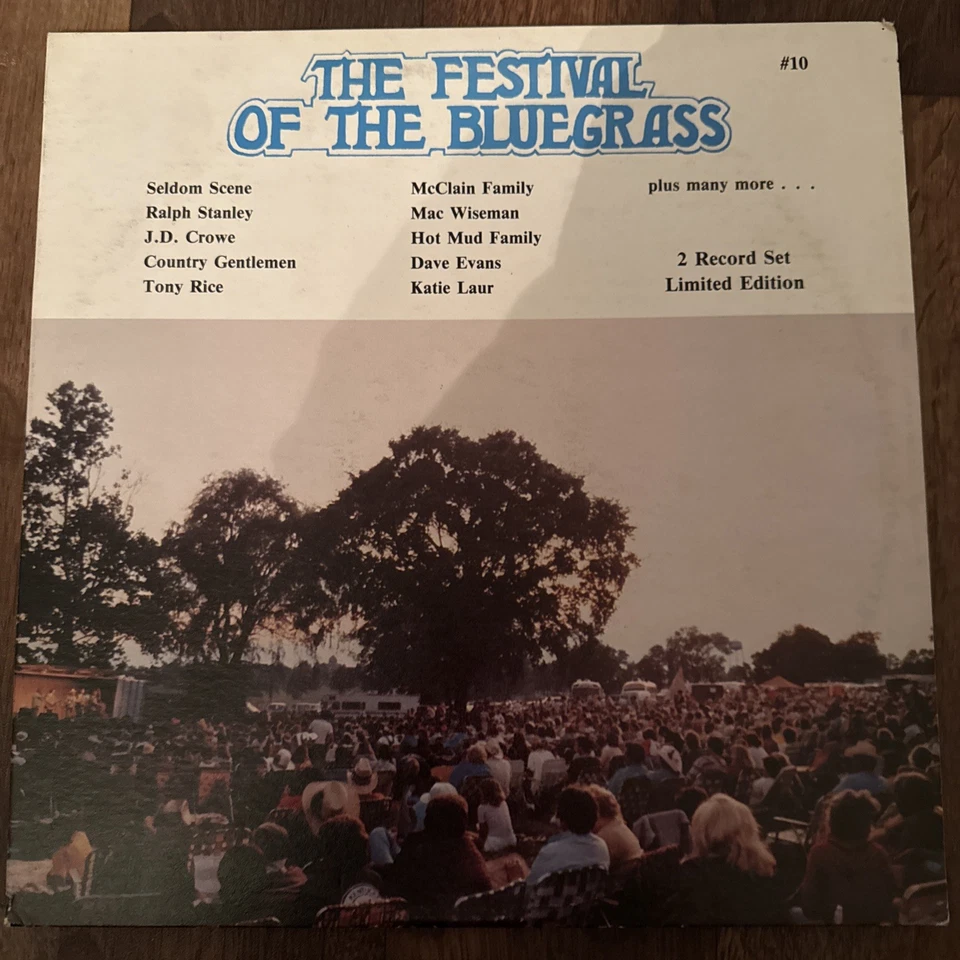 #10
THE FESTIVAL
OF THE BLUEGRASS
Seldom Scene
Ralph Stanley
J.D. Crowe
Country Gentlemen
Tony Rice
McClain Family
Mac Wiseman
Hot Mud Family
Dave Evans
Katie Laur
plus many more . . .
2 Record Set
Limited Edition